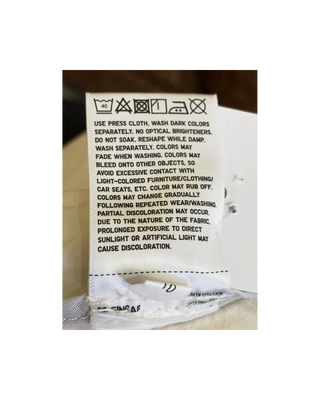 40
USE PRESS CLOTH. WASH DARK COLORS
SEPARATELY. NO OPTICAL BRIGHTENERS.
DO NOT SOAK. RESHAPE WHILE DAMP.
WASH SEPARATELY. COLORS MAY
FADE WHEN WASHING. COLORS MAY
BLEED ONTO OTHER OBJECTS, SO
AVOID EXCESSIVE CONTACT WITH
LIGHT-COLORED FURNITURE/CLOTHING/
CAR SEATS, ETC. COLOR MAY RUB OFF.
COLORS MAY CHANGE GRADUALLY
FOLLOWING REPEATED WEAR/WASHING.
PARTIAL DISCOLORATION MAY OCCUR.
DUE TO THE NATURE OF THE FABRIC,
PROLONGED EXPOSURE TO DIRECT
SUNLIGHT OR ARTIFICIAL LIGHT MAY
CAUSE DISCOLORATION.